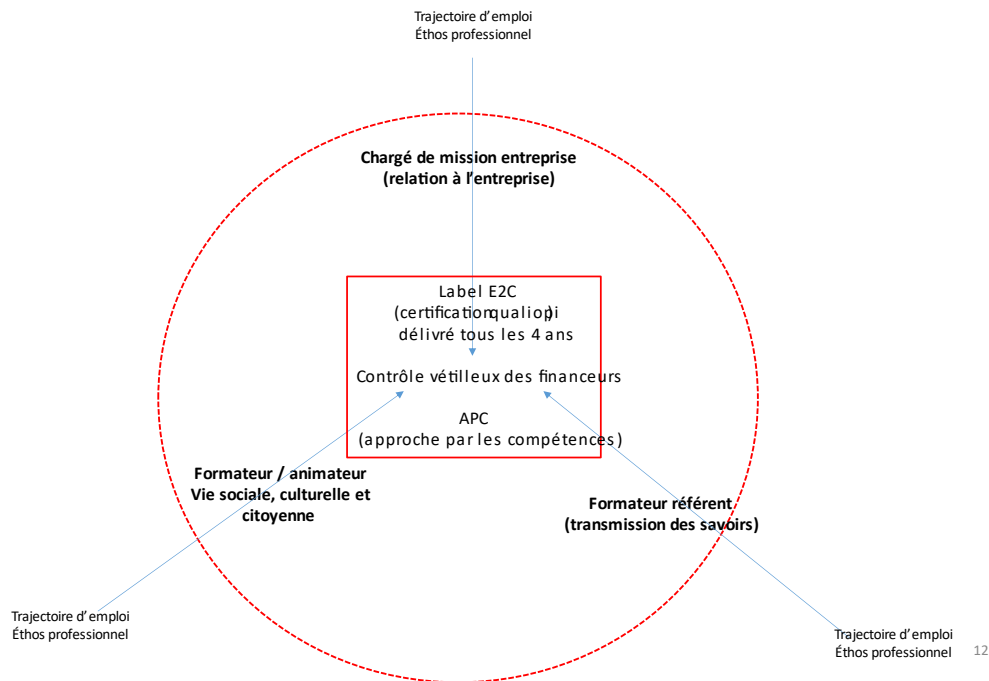 Trajectoire d'emploi
Éthos professionnel
Chargé de mission entreprise
(relation à l'entreprise)
Label E2C
(certification qualiopi)
délivré tous les 4 ans
Contrôle vétilleux des financeurs
APC
(approche par les compétences)
Formateur / animateur
Vie sociale, culturelle et
citoyenne
Formateur référent
(transmission des savoirs)
Trajectoire d'emploi
Éthos professionnel
Trajectoire d'emploi
Éthos professionnel
12